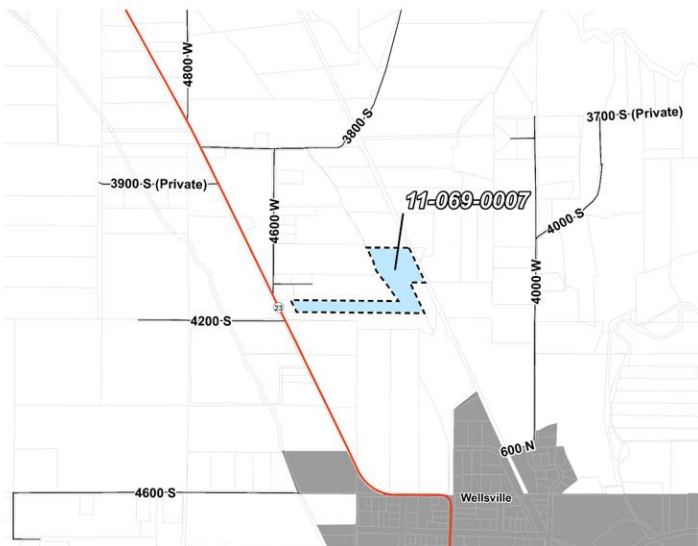 4800 W
3800 S
3700 S (Private)
3900 S (Private)
11-069-0007
4600 W
4000 S
4000 W
23
4200 S
600 N
4600 S
Wellsville